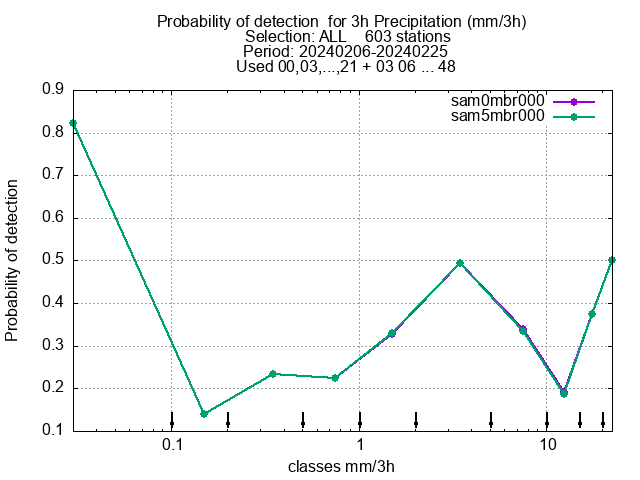 Probability of detection  for 3h Precipitation (mm/3h)
Selection: ALL    603 stations
Period: 20240206-20240225
Used 00,03,...,21 + 03 06 ... 48
sam0mbr000
sam5mbr000
0.9
0.8
0.7
0.6
0.5
0.4
0.3
0.2
0.1
Probability of detection
0.1
1
10
classes mm/3h